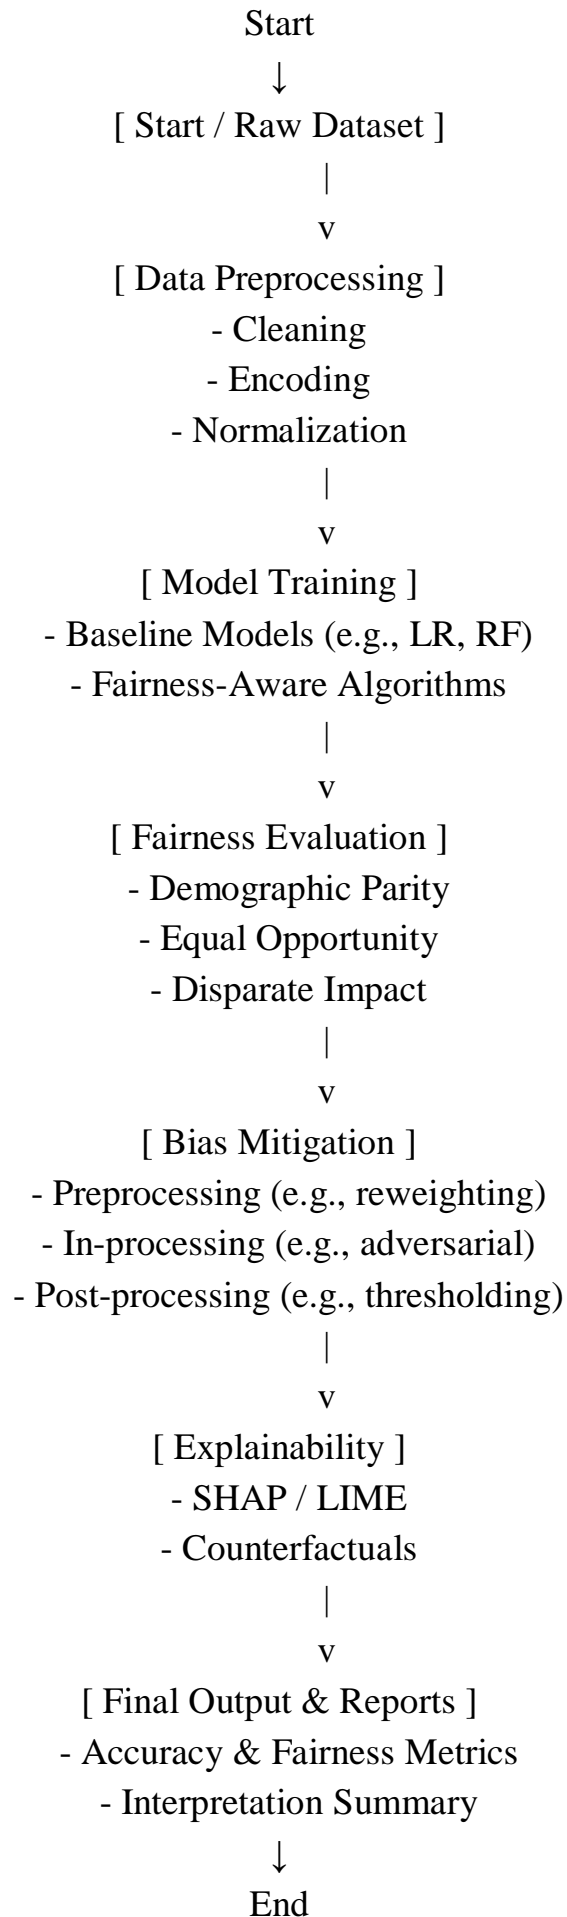 Start
↓
[ Start / Raw Dataset ]
|
v
[ Data Preprocessing ]
- Cleaning
- Encoding
- Normalization
|
v
[ Model Training ]
- Baseline Models (e.g., LR, RF)
- Fairness-Aware Algorithms
|
v
[ Fairness Evaluation ]
- Demographic Parity
- Equal Opportunity
- Disparate Impact
|
v
[ Bias Mitigation ]
- Preprocessing (e.g., reweighting)
- In-processing (e.g., adversarial)
- Post-processing (e.g., thresholding)
|
v
[ Explainability ]
- SHAP / LIME
- Counterfactuals
|
v
[ Final Output & Reports ]
- Accuracy & Fairness Metrics
- Interpretation Summary
↓
End